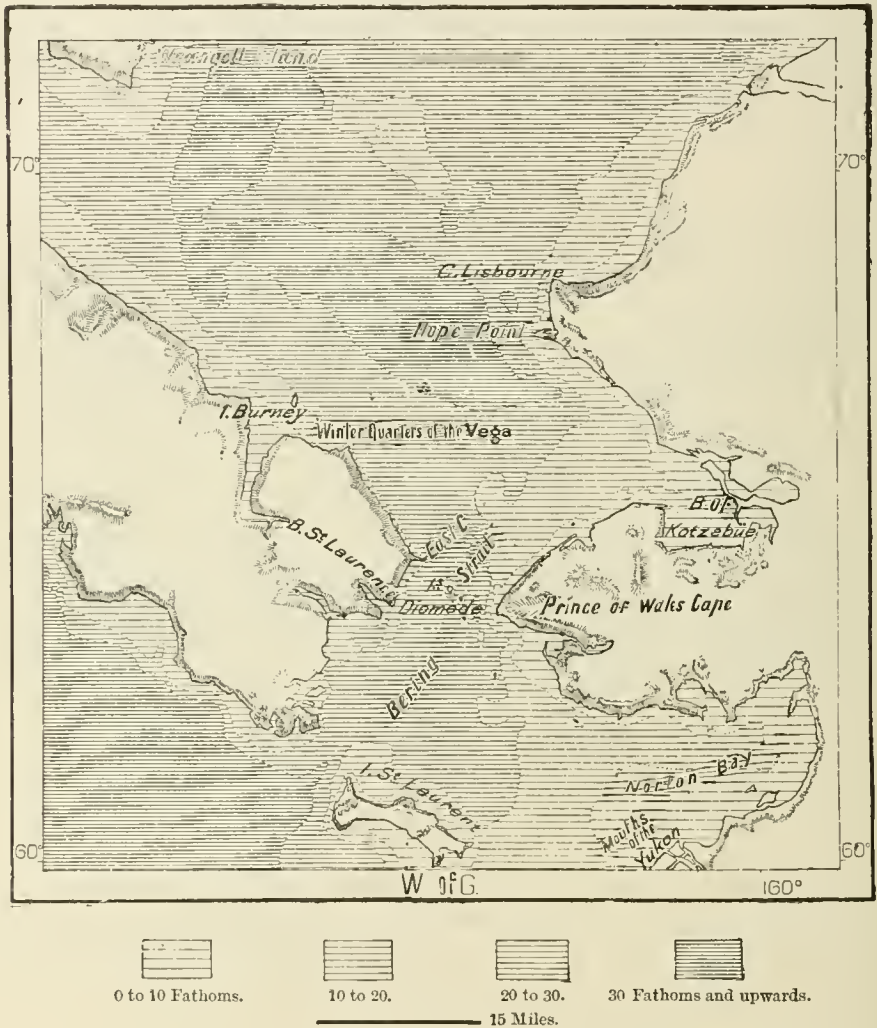 Wrangell Island
70°
70°
C. Lisbourne
Hope Point
I. Burney
Winter Quarters of the Vega
B. of
Kotzebue
East C.
B. St Laurence
Is
Strait
Diomede
Prince of Wales Cape
Bering
Norton Bay
I. St Laurent
Mouths
of the
Yukon
60°
60°
W of G.
160°
0 to 10 Fathoms.
10 to 20.
20 to 30.
30 Fathoms and upwards.
15 Miles.